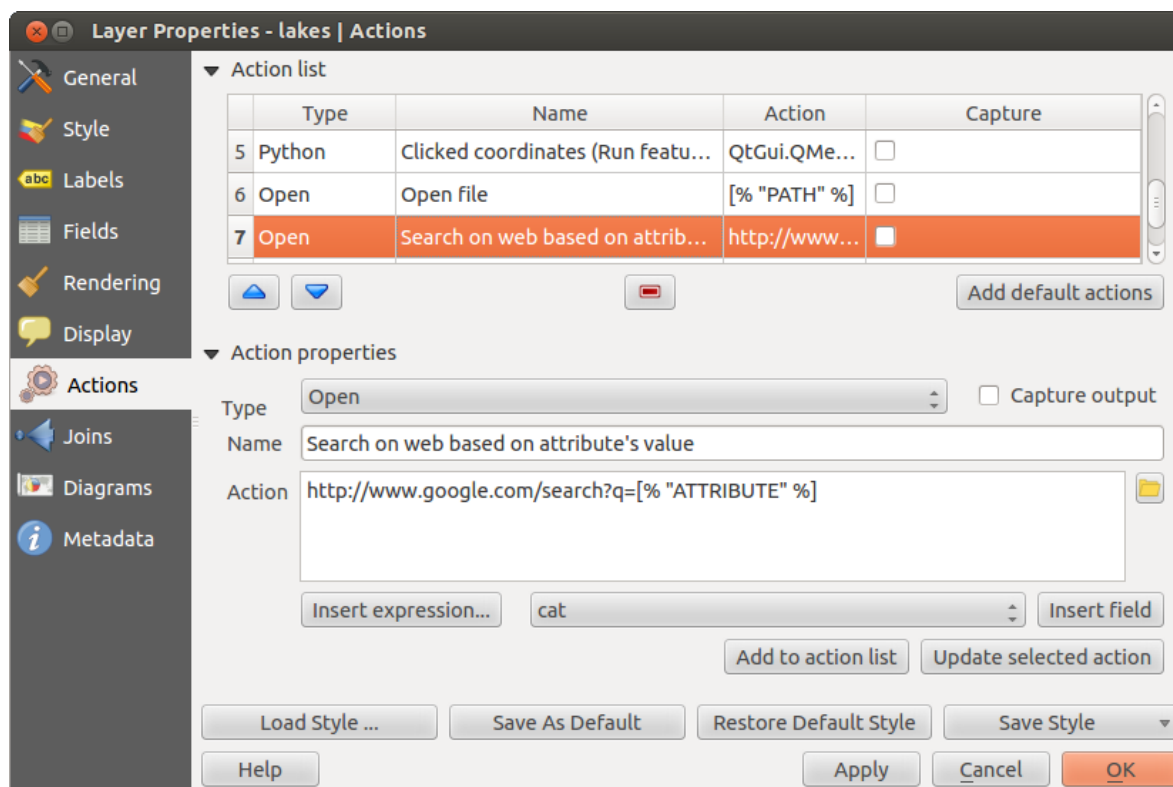 Layer Properties - lakes | Actions
General
Style
abc Labels
Fields
Rendering
Display
Actions
Joins
Diagrams
i Metadata
Action list
Type Name Action Capture
5 Python Clicked coordinates (Run featu... QtGui.QMe...
6 Open Open file [% "PATH" %]
7 Open Search on web based on attrib... http://www...
Add default actions
Action properties
Type Open Capture output
Name Search on web based on attribute's value
Action http://www.google.com/search?q=[% "ATTRIBUTE" %]
Insert expression... cat Insert field
Add to action list Update selected action
Load Style ... Save As Default Restore Default Style Save Style
Help Apply Cancel OK